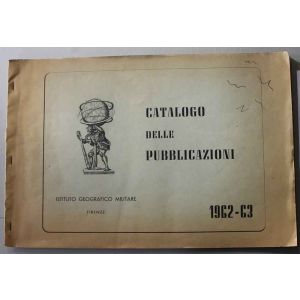 CATALOGO
DELLE
PUBBLICAZIONI
ISTITUTO GEOGRAFICO MILITARE
FIRENZE
1962-63